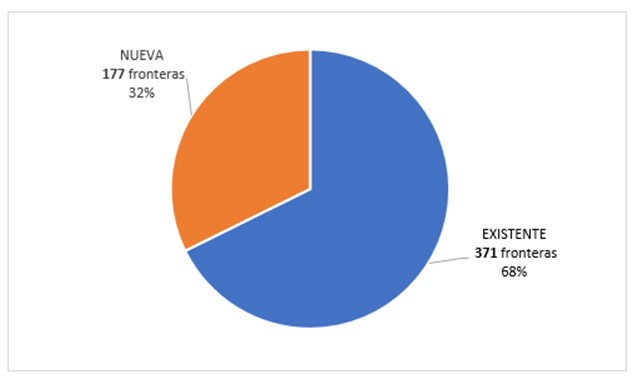 NUEVA
177 fronteras
32%
EXISTENTE
371 fronteras
68%